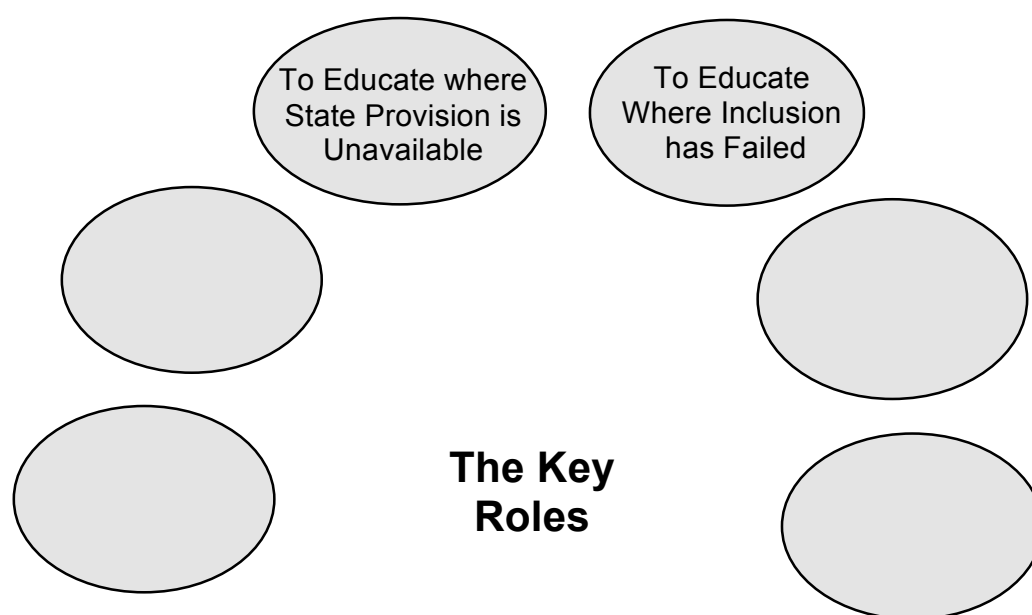 To Educate where
State Provision is
Unavailable
To Educate
Where Inclusion
has Failed
The Key
Roles